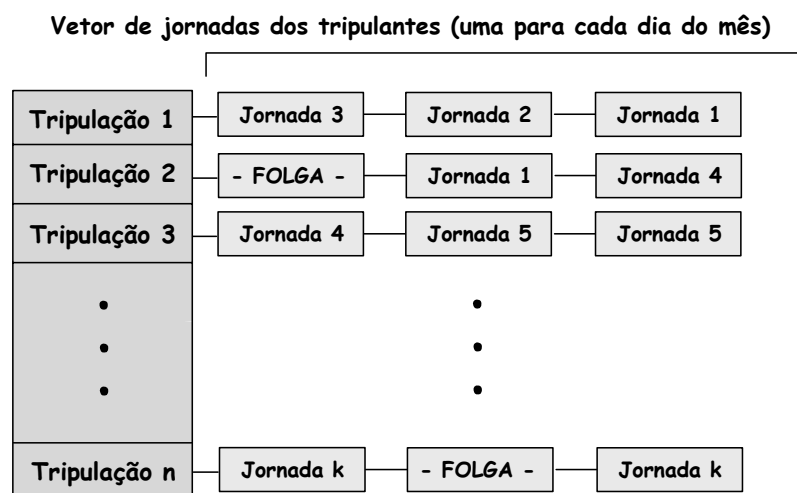 Vetor de jornadas dos tripulantes (uma para cada dia do mês)
Tripulação 1 Jornada 3 Jornada 2 Jornada 1
Tripulação 2 - FOLGA - Jornada 1 Jornada 4
Tripulação 3 Jornada 4 Jornada 5 Jornada 5
Tripulação n Jornada k - FOLGA - Jornada k